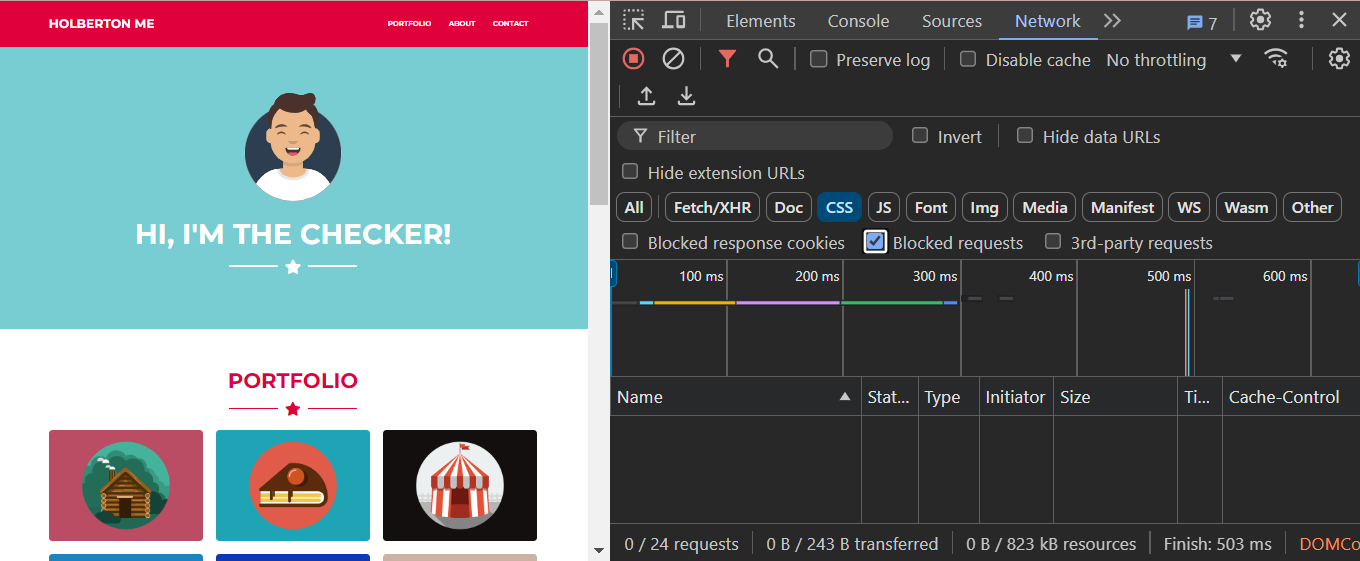 HOLBERTON ME PORTFOLIO ABOUT CONTACT
HI, I'M THE CHECKER!
PORTFOLIO
Elements Console Sources Network 7
Preserve log Disable cache No throttling
Filter Invert Hide data URLs
Hide extension URLs
All Fetch/XHR Doc CSS JS Font Img Media Manifest WS Wasm Other
Blocked response cookies Blocked requests 3rd-party requests
100 ms 200 ms 300 ms 400 ms 500 ms 600 ms
Name Stat... Type Initiator Size Ti... Cache-Control
0 / 24 requests 0 B / 243 B transferred 0 B / 823 kB resources Finish: 503 ms DOMCo